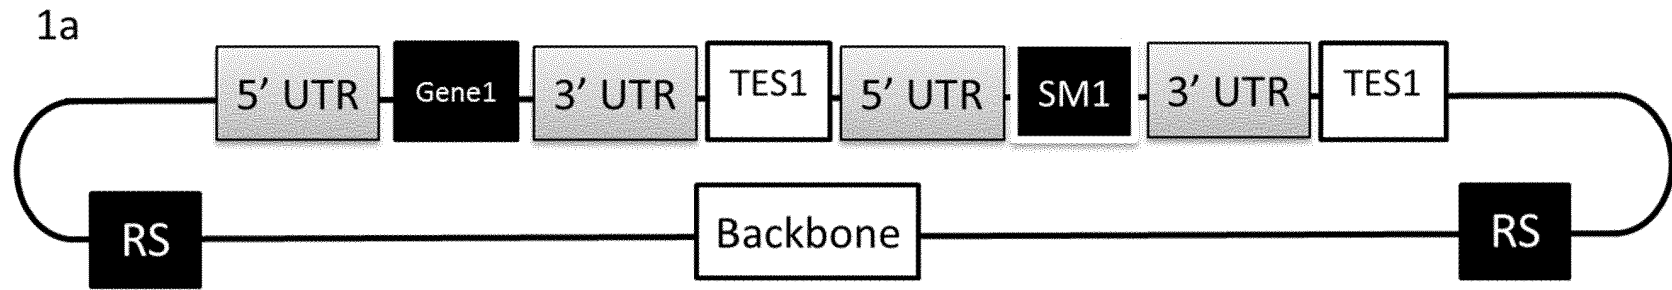 1a
5’ UTR Gene1 3’ UTR TES1 5’ UTR SM1 3’ UTR TES1
RS Backbone RS